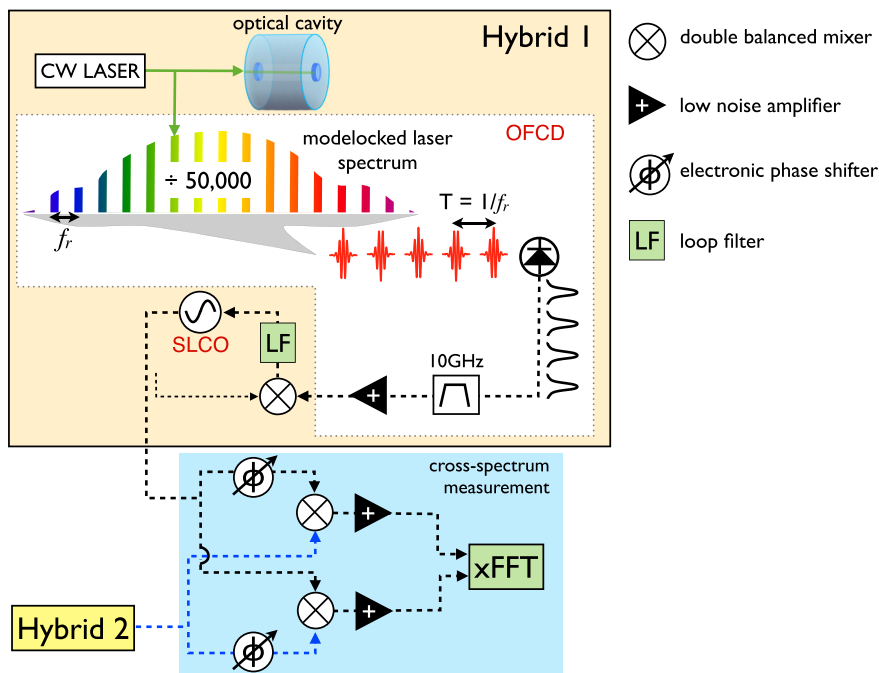 optical cavity
Hybrid 1
CW LASER
OFCD
modelocked laser
spectrum
÷ 50,000
T = 1/fr
fr
SLCO
LF
10GHz
cross-spectrum
measurement
ϕ
xFFT
Hybrid 2
ϕ
double balanced mixer
low noise amplifier
ϕ
electronic phase shifter
LF
loop filter